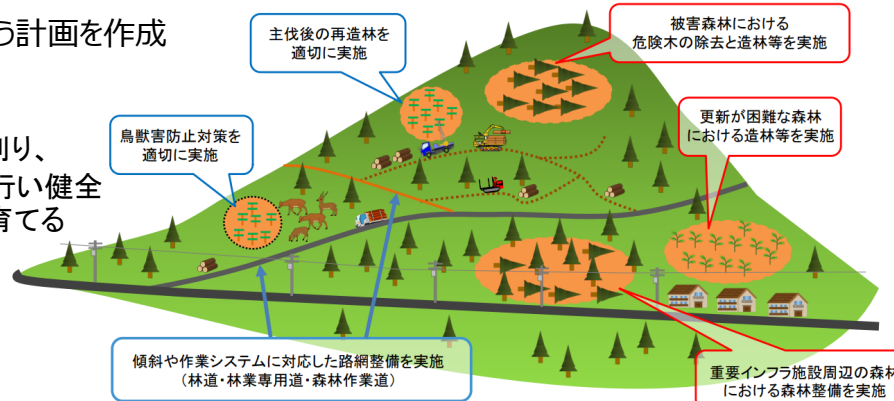 う計画を作成
り、
行い健全
育てる
主伐後の再造林を
適切に実施
被害森林における
危険木の除去と造林等を実施
鳥獣害防止対策を
適切に実施
更新が困難な森林
における造林等を実施
傾斜や作業システムに対応した路網整備を実施
(林道・林業専用道・森林作業道)
重要インフラ施設周辺の森林
における森林整備を実施